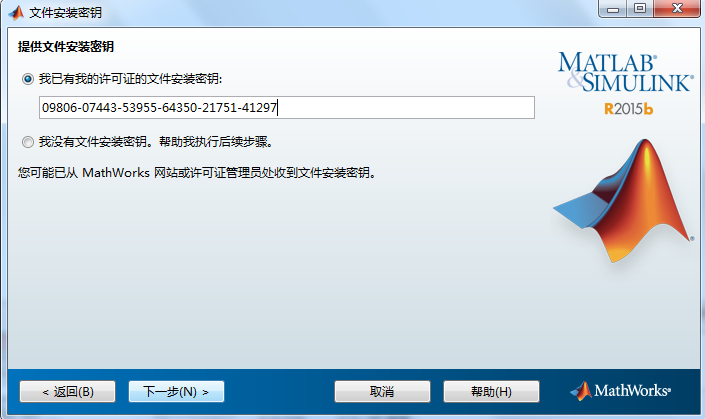 文件安装密钥
提供文件安装密钥
我已有我的许可证的文件安装密钥:
09806-07443-53955-64350-21751-41297
我没有文件安装密钥。帮助我执行后续步骤。
您可能已从 MathWorks 网站或许可证管理员处收到文件安装密钥。
MATLAB®
&SIMULINK®
R2015b
< 返回(B)
下一步(N) >
取消
帮助(H)
MathWorks®